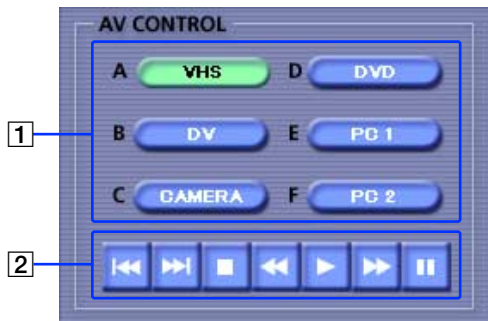 AV CONTROL
A VHS D DVD
1
B DV E PC 1
C CAMERA F PC 2
2